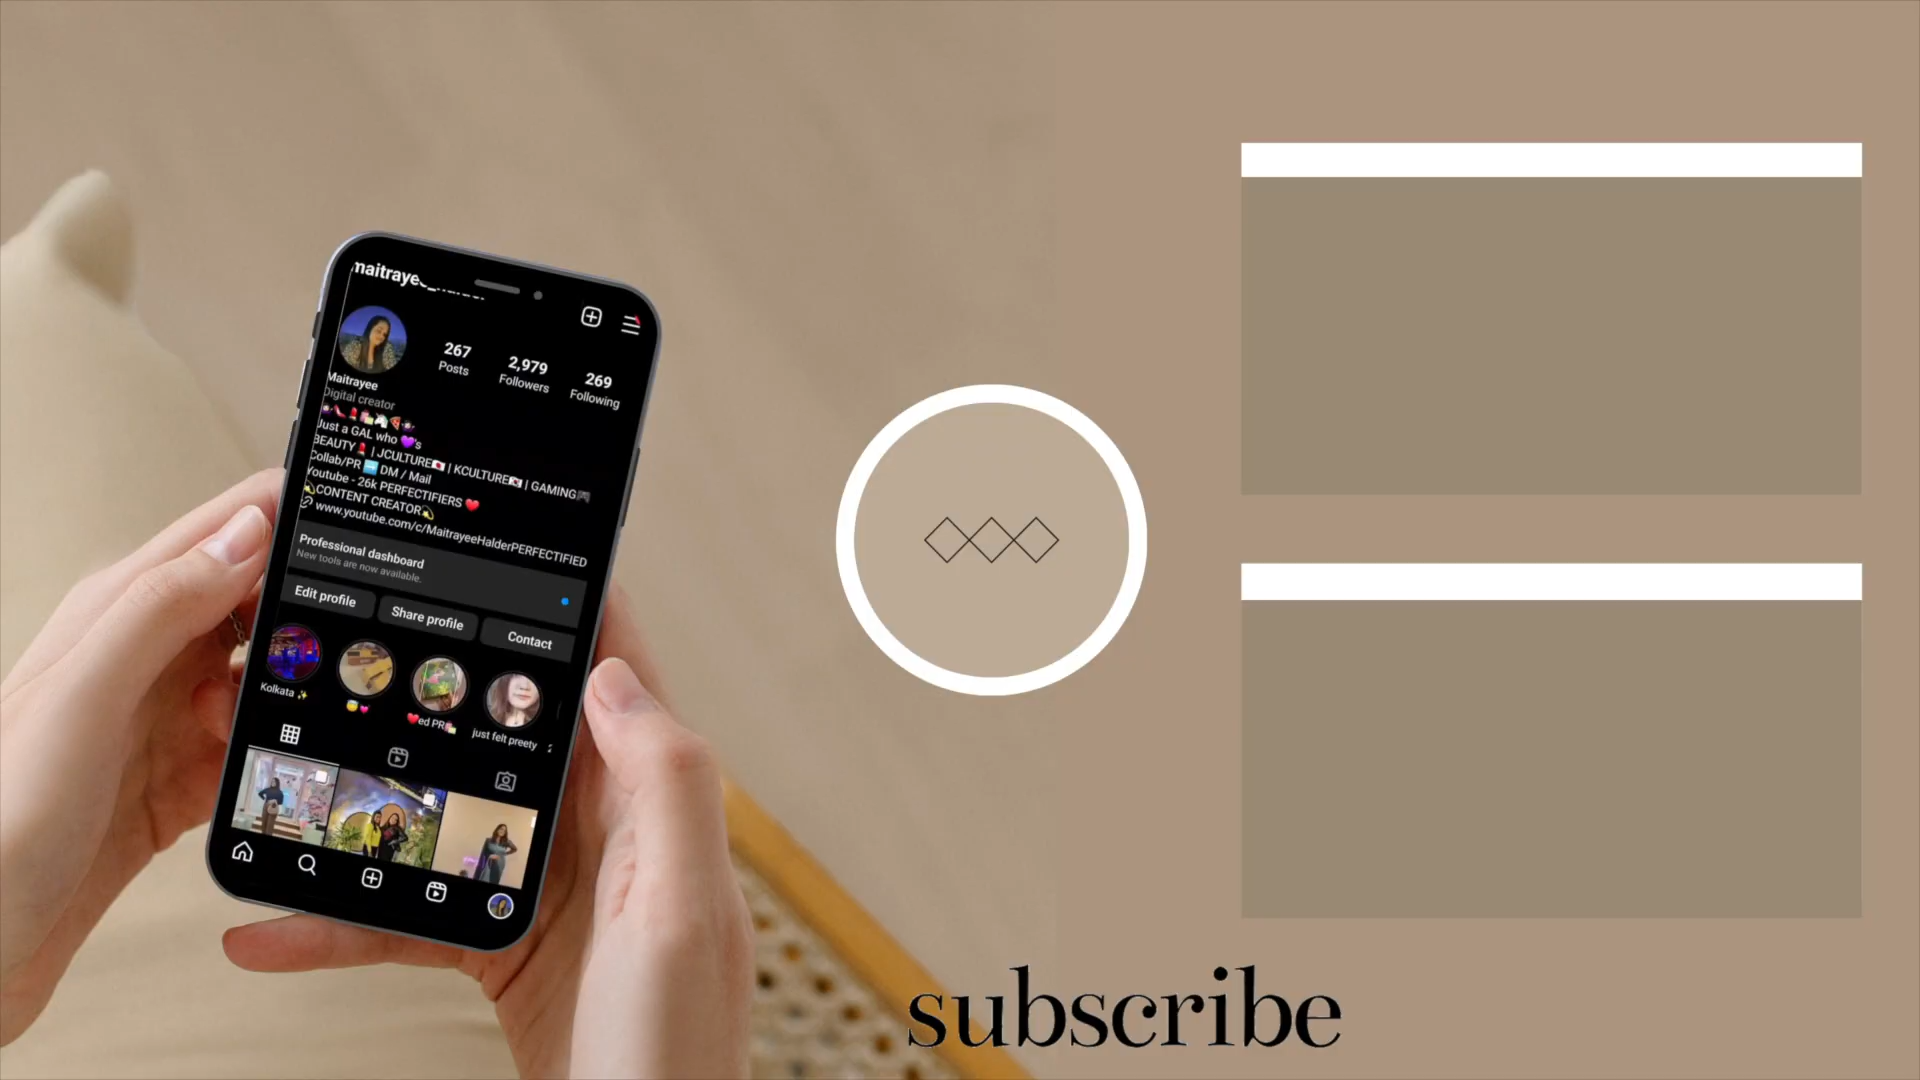 267
Posts
2,979
Followers
269
Following
Maitrayee
Digital creator
Just a GAL who 💜's
BEAUTY💄 | JCULTURE🇯🇵 | KCULTURE🇰🇷 | GAMING🎮
Collab/PR ➡️ DM / Mail
Youtube - 26k PERFECTIFIERS ❤️
💫CONTENT CREATOR💫
www.youtube.com/c/MaitrayeeHalderPERFECTIFIED
Professional dashboard
New tools are now available.
Edit profile
Share profile
Contact
Kolkata ✨
❤️ed PR🛍️
just felt preety
subscribe